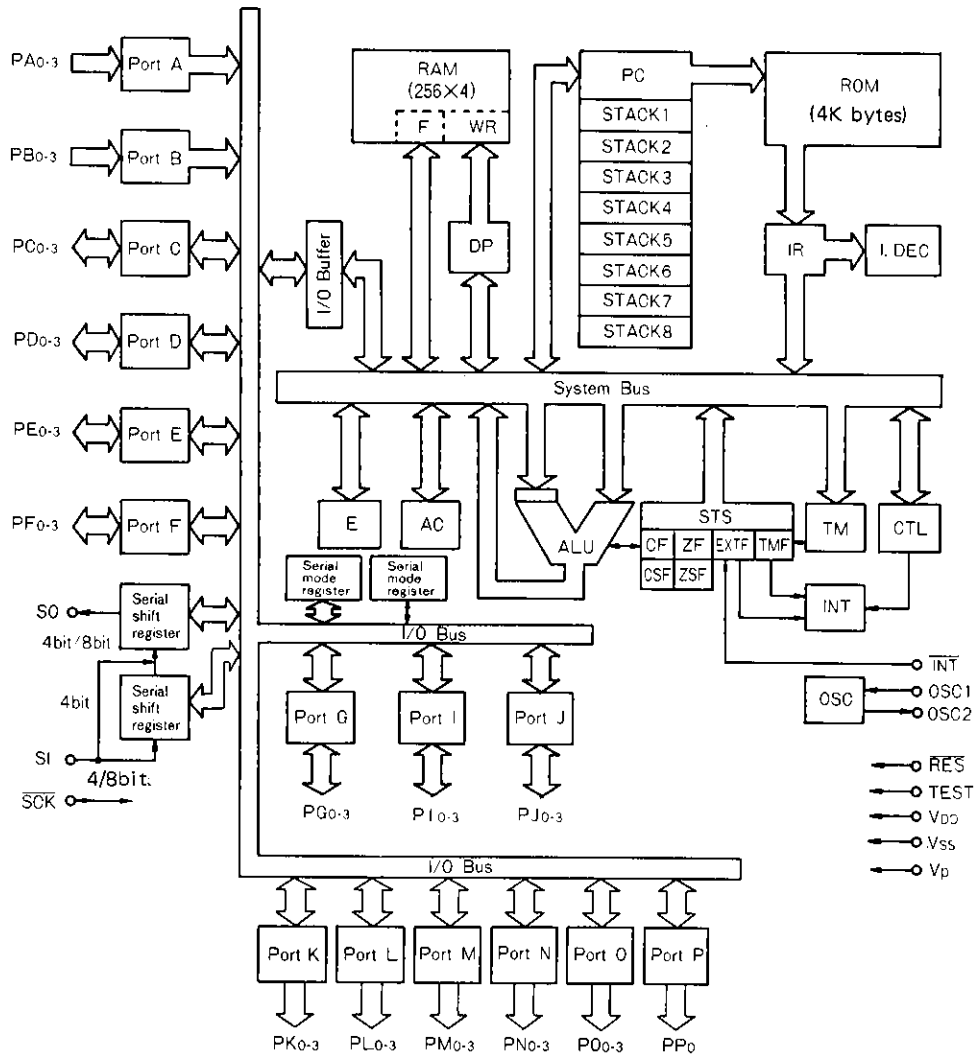 PA0-3
Port A
PB0-3
Port B
PC0-3
Port C
PD0-3
Port D
PE0-3
Port E
PF0-3
Port F
SO
4bit/8bit
Serial
shift
register
4bit
Serial
shift
register
SI
4/8bit
SCK
I/O Buffer
RAM
(256×4)
F
WR
DP
PC
STACK1
STACK2
STACK3
STACK4
STACK5
STACK6
STACK7
STACK8
ROM
(4K bytes)
IR
I. DEC
System Bus
E
AC
ALU
STS
CF
ZF
EXTF
TMF
CSF
ZSF
TM
CTL
INT
Serial
mode
register
Serial
mode
register
I/O Bus
Port G
Port I
Port J
PG0-3
PI0-3
PJ0-3
INT
OSC
OSC1
OSC2
RES
TEST
VDD
VSS
Vp
I/O Bus
Port K
Port L
Port M
Port N
Port O
Port P
PK0-3
PL0-3
PM0-3
PN0-3
PO0-3
PP0